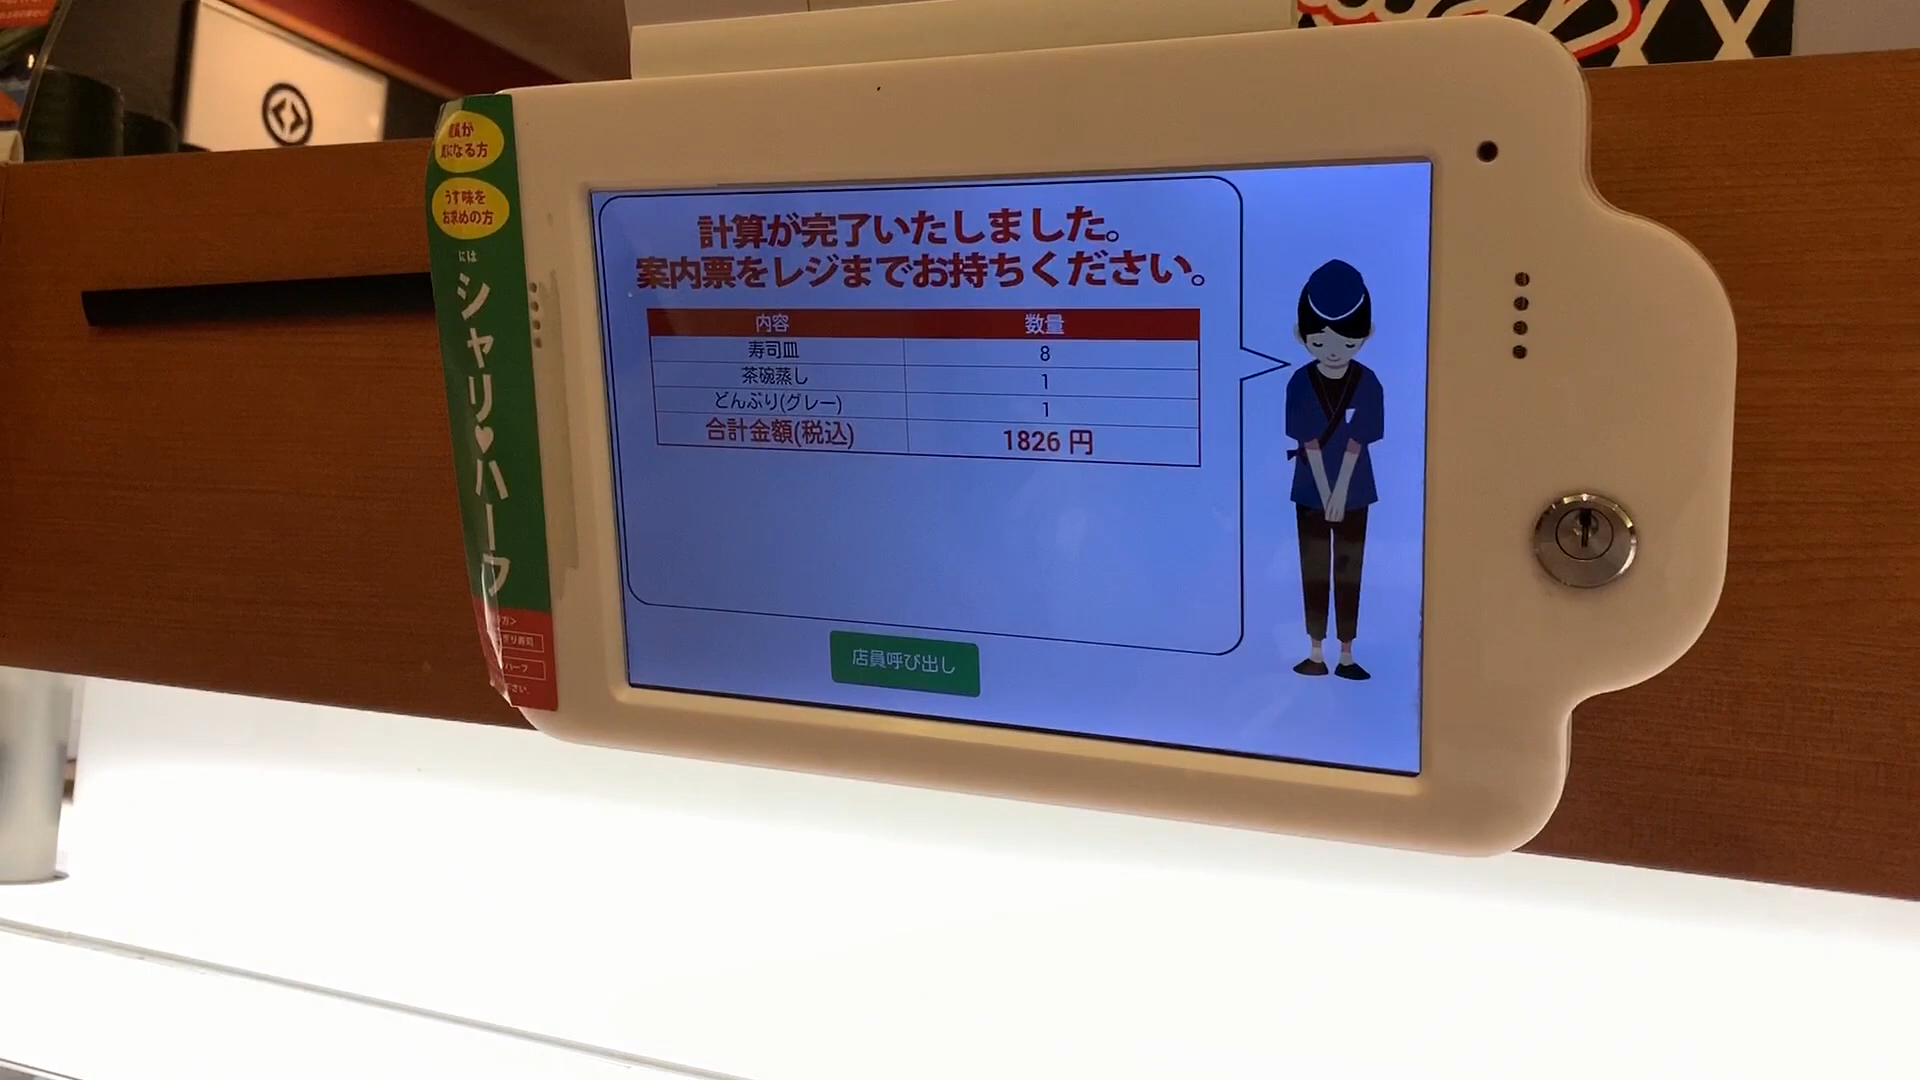 になる方
うす味を
お求めの方
には
シャリ♥ハーフ
計算が完了いたしました。
案内票をレジまでお持ちください。
内容 数量
寿司皿 8
茶碗蒸し 1
どんぶり(グレー) 1
合計金額(税込) 1826 円
店員呼び出し